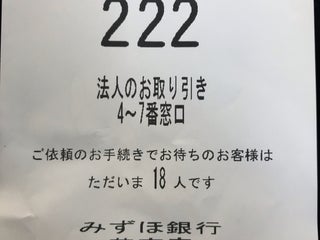 222
法人のお取り引き
4～7番窓口
ご依頼のお手続きでお待ちのお客様は
ただいま 18 人です
みずほ銀行